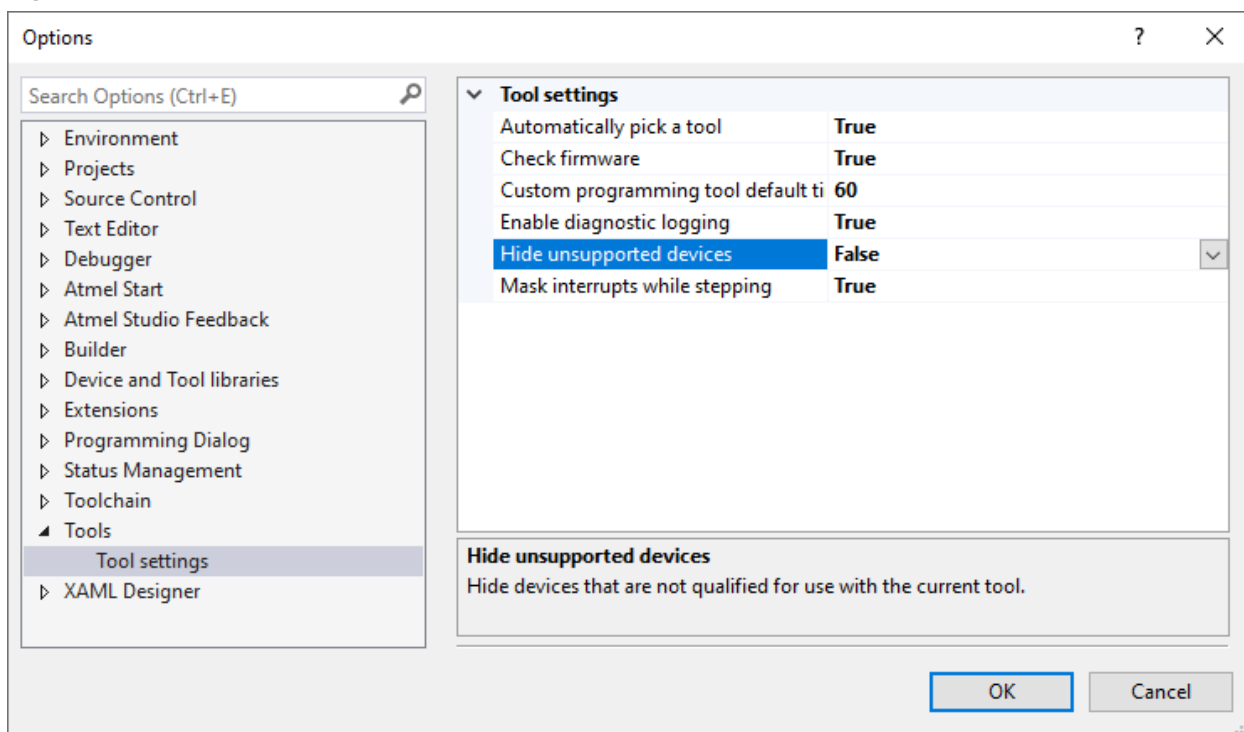 Options
?
Search Options (Ctrl+E)
Environment
Projects
Source Control
Text Editor
Debugger
Atmel Start
Atmel Studio Feedback
Builder
Device and Tool libraries
Extensions
Programming Dialog
Status Management
Toolchain
Tools
Tool settings
XAML Designer
Tool settings
Automatically pick a tool True
Check firmware True
Custom programming tool default ti 60
Enable diagnostic logging True
Hide unsupported devices False
Mask interrupts while stepping True
Hide unsupported devices
Hide devices that are not qualified for use with the current tool.
OK
Cancel